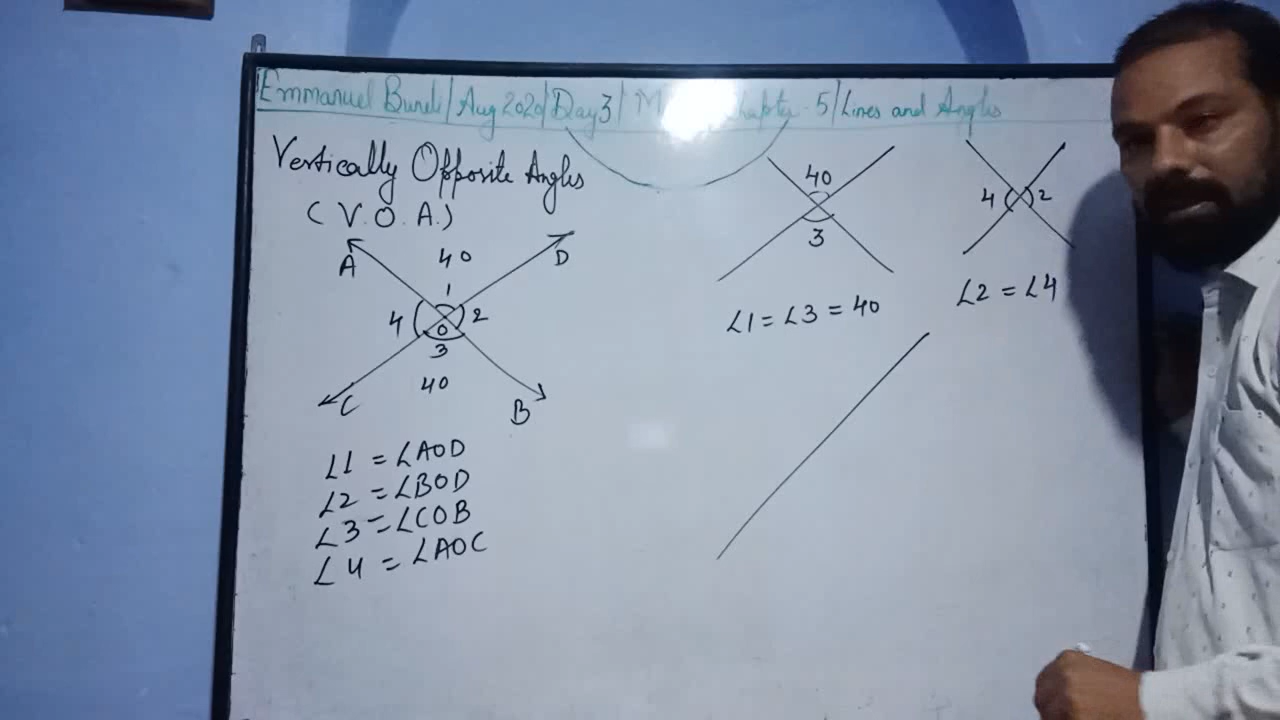 Emmanuel / Aug 2020 / Day 3 / Chapter - 5 / Lines and Angles
Vertically Opposite Angles
(V.O.A.)
A 40 D
1
4 2
O
3
40
C B
∠1 = ∠AOD
∠2 = ∠BOD
∠3 = ∠COB
∠4 = ∠AOC
40
3
∠1 = ∠3 = 40
4 2
∠2 = ∠4